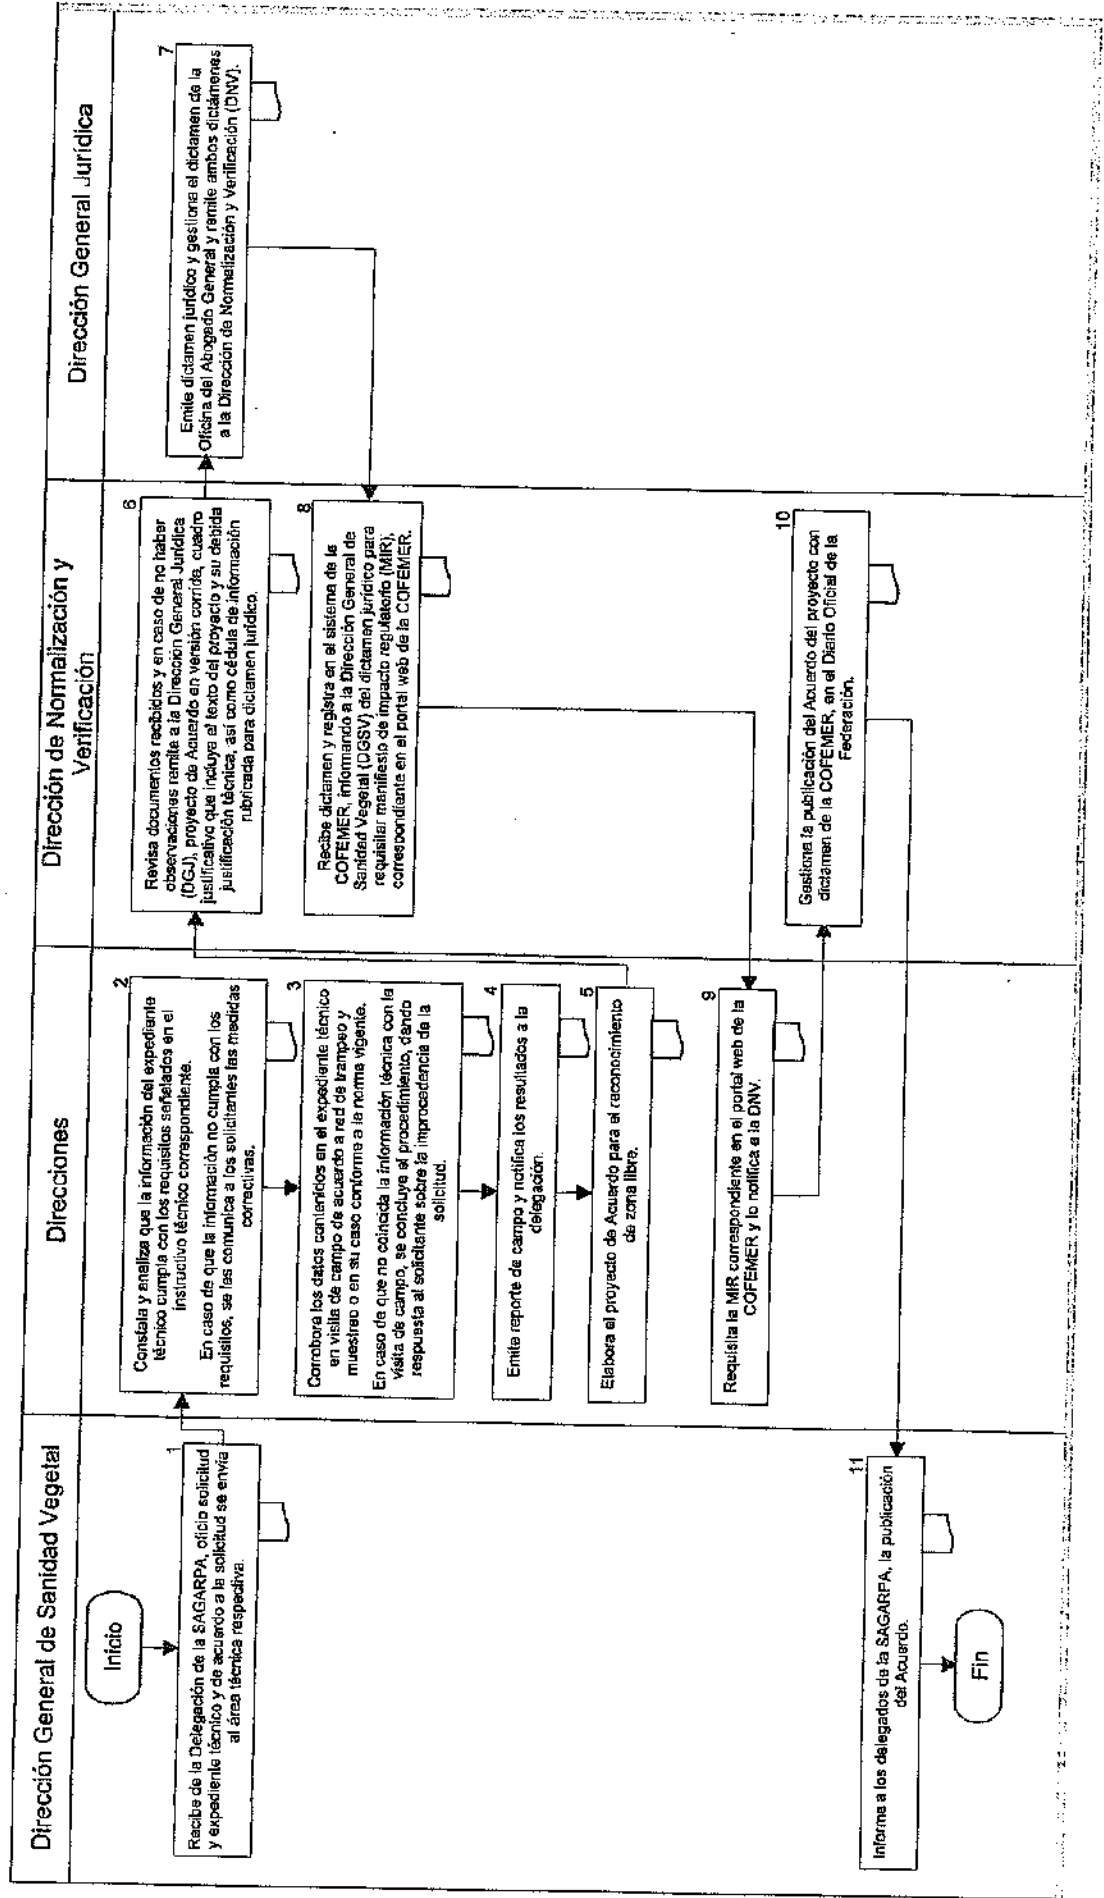 Dirección General de Sanidad Vegetal
Direcciones
Dirección de Normalización y
Verificación
Dirección General Jurídica
Inicio
1
Recibe de la Delegación de la SAGARPA, oficio solicitud
y expediente técnico y de acuerdo a la solicitud se envía
al área técnica respectiva.
2
Constata y analiza que la información del expediente
técnico cumpla con los requisitos señalados en el
instructivo técnico correspondiente.
En caso de que la información no cumpla con los
requisitos, se les comunica a los solicitantes las medidas
correctivas.
3
Corrobora los datos contenidos en el expediente técnico
en visita de campo de acuerdo a red de trampeo y
muestreo o en su caso conforme a la norma vigente.
En caso de que no coincida la información técnica con la
visita de campo, se concluye el procedimiento, dando
respuesta al solicitante sobre la improcedencia de la
solicitud.
4
Emite reporte de campo y notifica los resultados a la
delegación.
5
Elabora el proyecto de Acuerdo para el reconocimiento
de zona libre.
6
Revisa documentos recibidos y en caso de no haber
observaciones remite a la Dirección General Jurídica
(DGJ), proyecto de Acuerdo en versión corrida, cuadro
justificativo que incluya el texto del proyecto y su debida
justificación técnica, así como cédula de información
rubricada para dictamen jurídico.
7
Emite dictamen jurídico y gestiona el dictamen de la
Oficina del Abogado General y remite ambos dictámenes
a la Dirección de Normalización y Verificación (DNV).
8
Recibe dictamen y registra en el sistema de la
COFEMER, informando a la Dirección General de
Sanidad Vegetal (DGSV) del dictamen jurídico para
requisitar manifiesto de impacto regulatorio (MIR),
correspondiente en el portal web de la COFEMER.
9
Requisita la MIR correspondiente en el portal web de la
COFEMER y lo notifica a la DNV.
10
Gestiona la publicación del Acuerdo del proyecto con
dictamen de la COFEMER, en el Diario Oficial de la
Federación.
11
Informa a los delegados de la SAGARPA, la publicación
del Acuerdo.
Fin